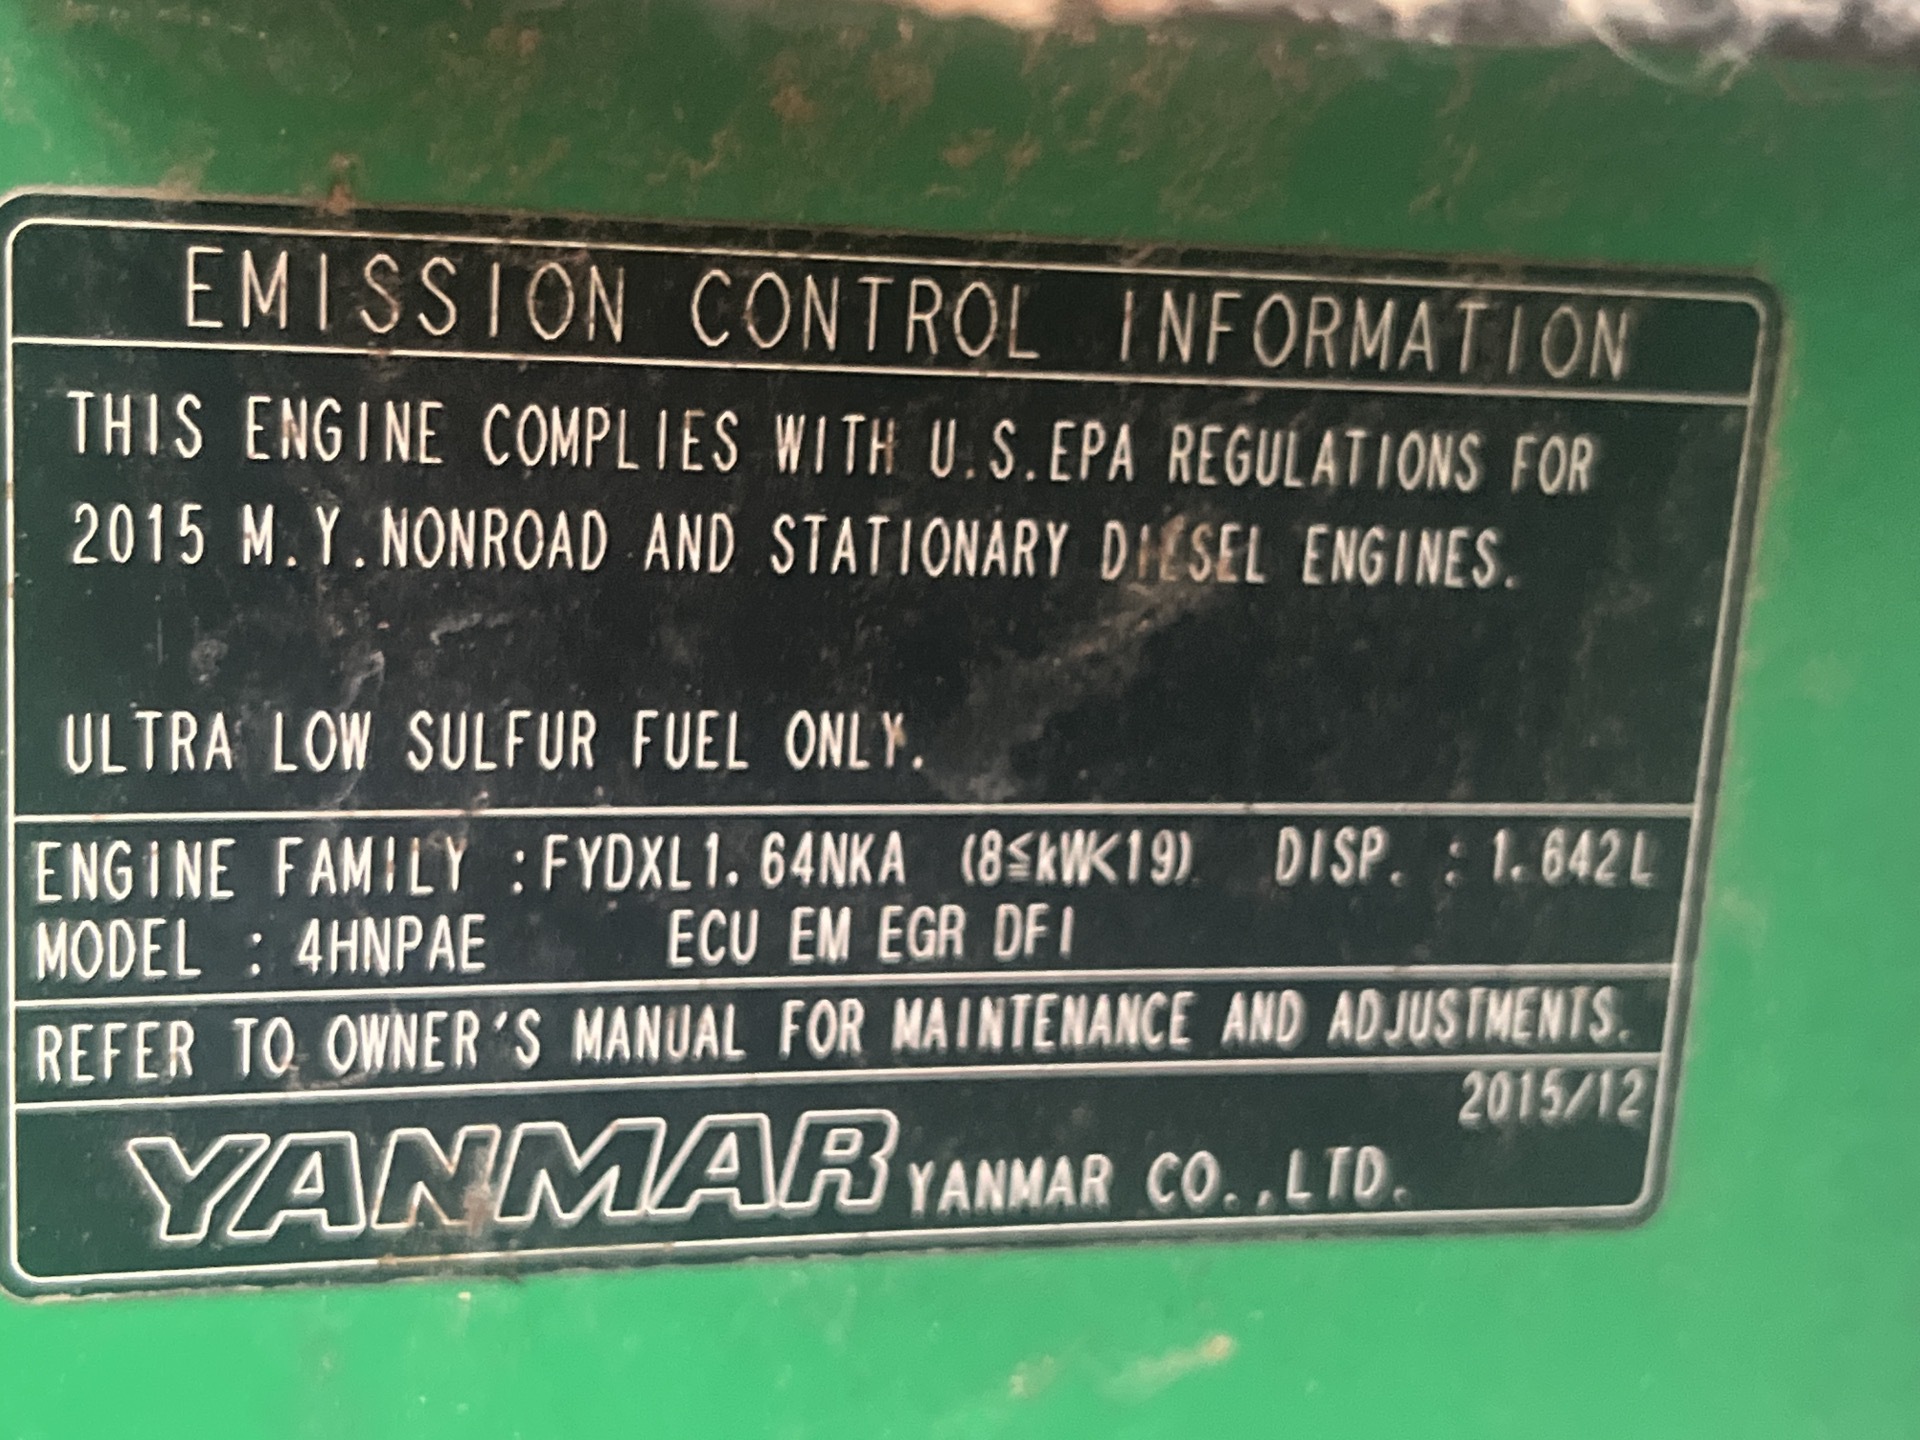 EMISSION CONTROL INFORMATION
THIS ENGINE COMPLIES WITH U.S.EPA REGULATIONS FOR
2015 M.Y.NONROAD AND STATIONARY DIESEL ENGINES.
ULTRA LOW SULFUR FUEL ONLY.
ENGINE FAMILY :FYDXL1.64NKA (8≦kW<19) DISP. : 1.642L
MODEL : 4HNPAE ECU EM EGR DFI
REFER TO OWNER'S MANUAL FOR MAINTENANCE AND ADJUSTMENTS.
2015/12
YANMAR YANMAR CO.,LTD.